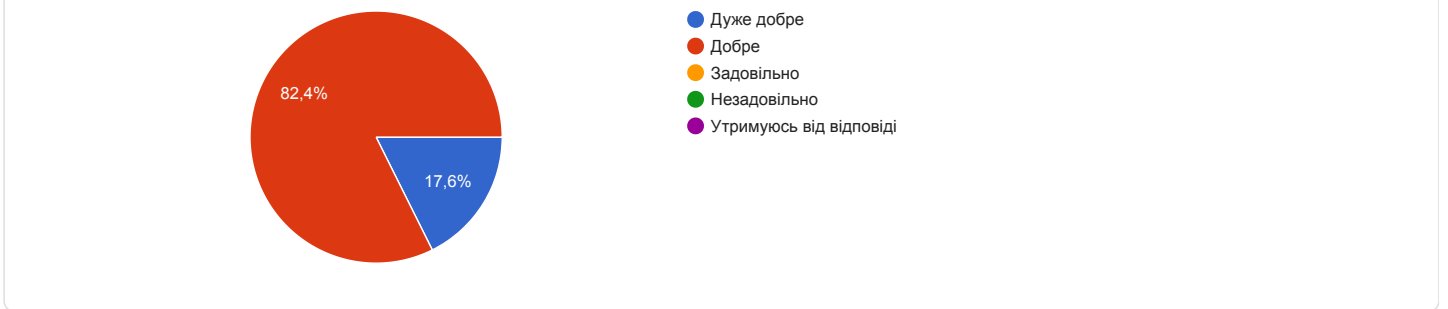 Дуже добре
Добре
Задовільно
Незадовільно
Утримуюсь від відповіді
82,4%
17,6%